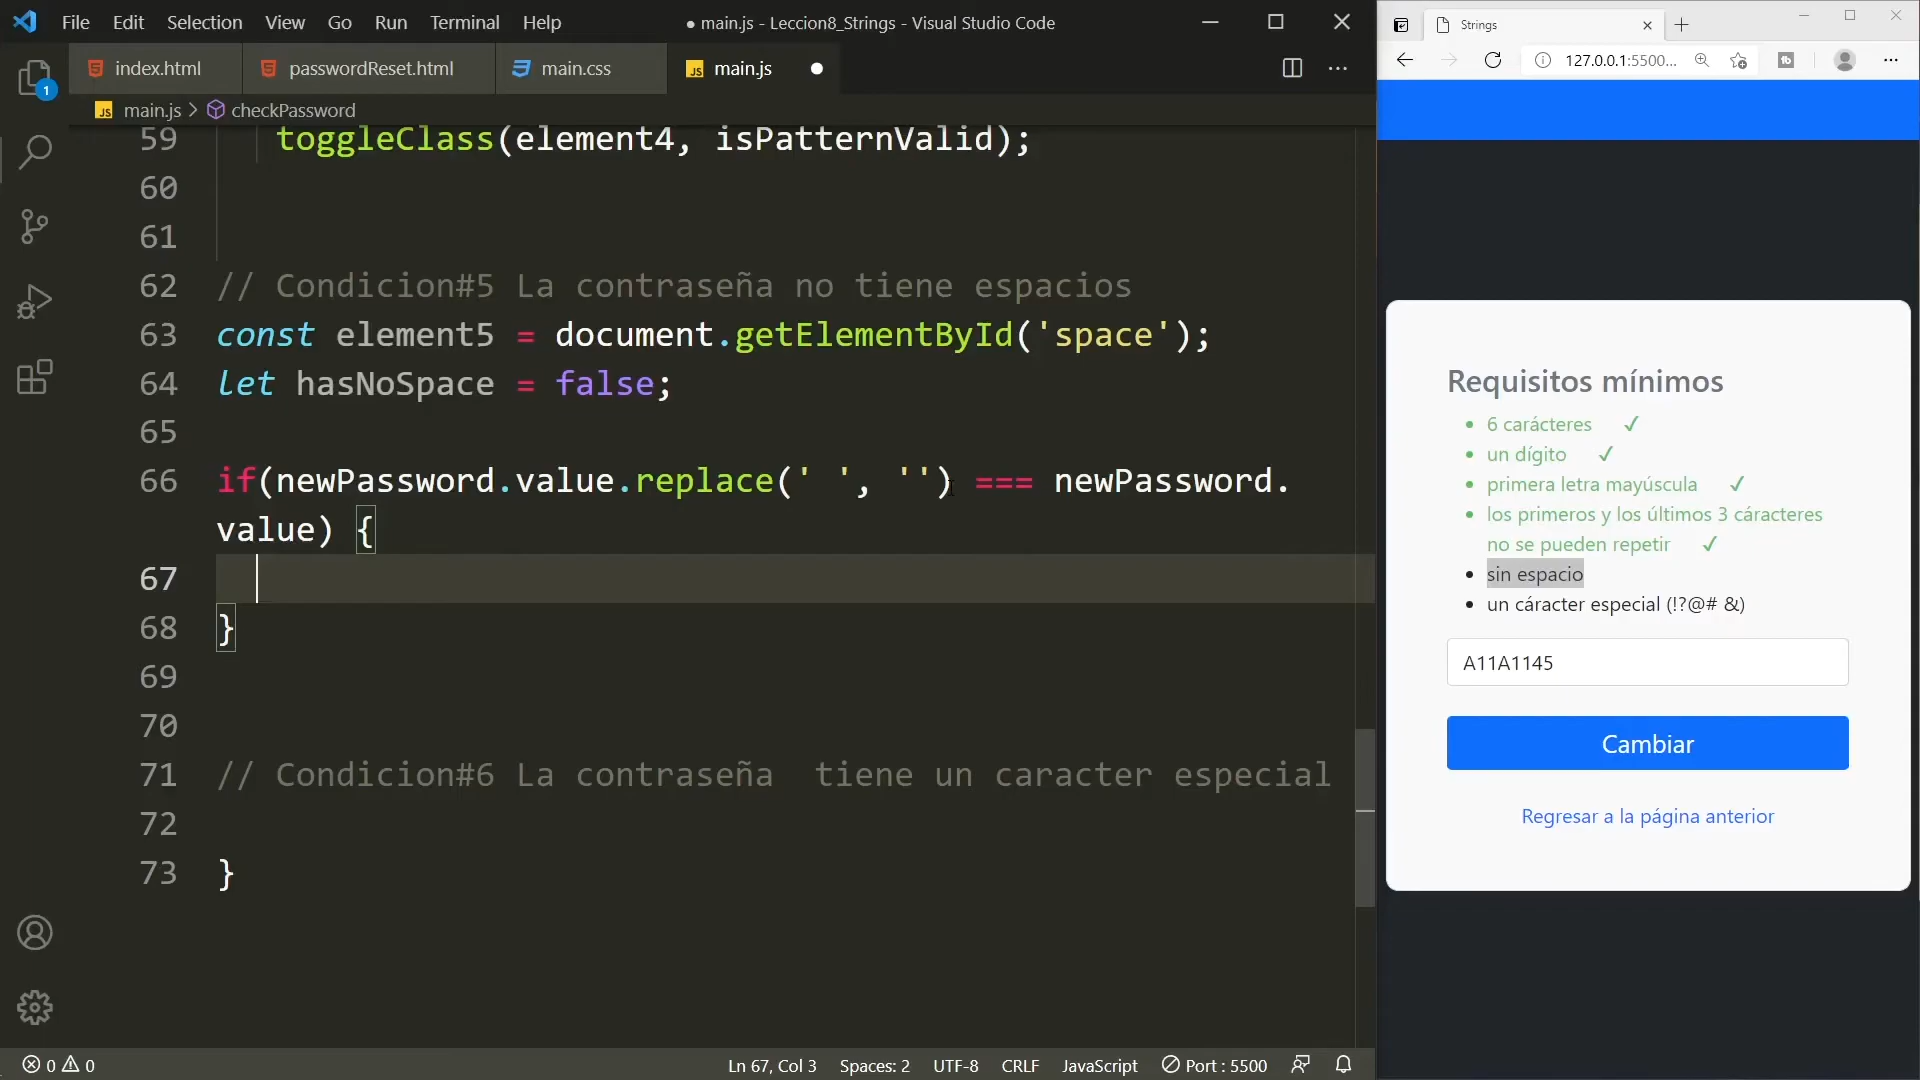 File Edit Selection View Go Run Terminal Help ● main.js - Leccion8_Strings - Visual Studio Code
index.html passwordReset.html main.css main.js
main.js > checkPassword
59 toggleClass(element4, isPatternValid);
60
61
62 // Condicion#5 La contraseña no tiene espacios
63 const element5 = document.getElementById('space');
64 let hasNoSpace = false;
65
66 if(newPassword.value.replace(' ', '') === newPassword.
value) {
67
68 }
69
70
71 // Condicion#6 La contraseña  tiene un caracter especial
72
73 }
1
0 0 Ln 67, Col 3 Spaces: 2 UTF-8 CRLF JavaScript Port : 5500
Strings
127.0.0.1:5500...
Requisitos mínimos
6 carácteres ✓
un dígito ✓
primera letra mayúscula ✓
los primeros y los últimos 3 cáracteres
no se pueden repetir ✓
sin espacio
un cáracter especial (!?@# &)
A11A1145
Cambiar
Regresar a la página anterior